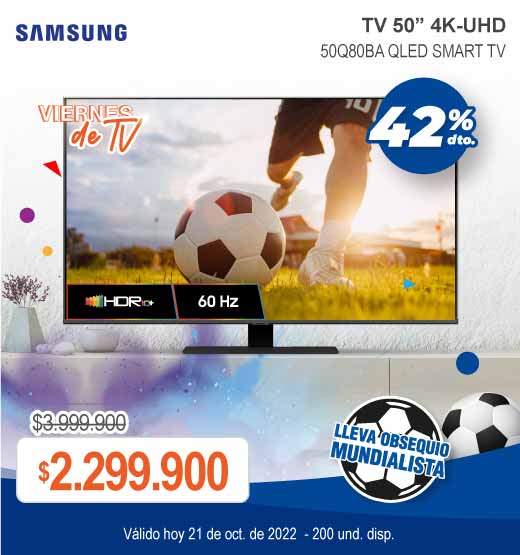 SAMSUNG
TV 50” 4K-UHD
50Q80BA QLED SMART TV
VIERNES
de TV
42% dto.
HDR10+
60 Hz
$3.999.900
$2.299.900
LLEVA OBSEQUIO
MUNDIALISTA
Válido hoy 21 de oct. de 2022 - 200 und. disp.